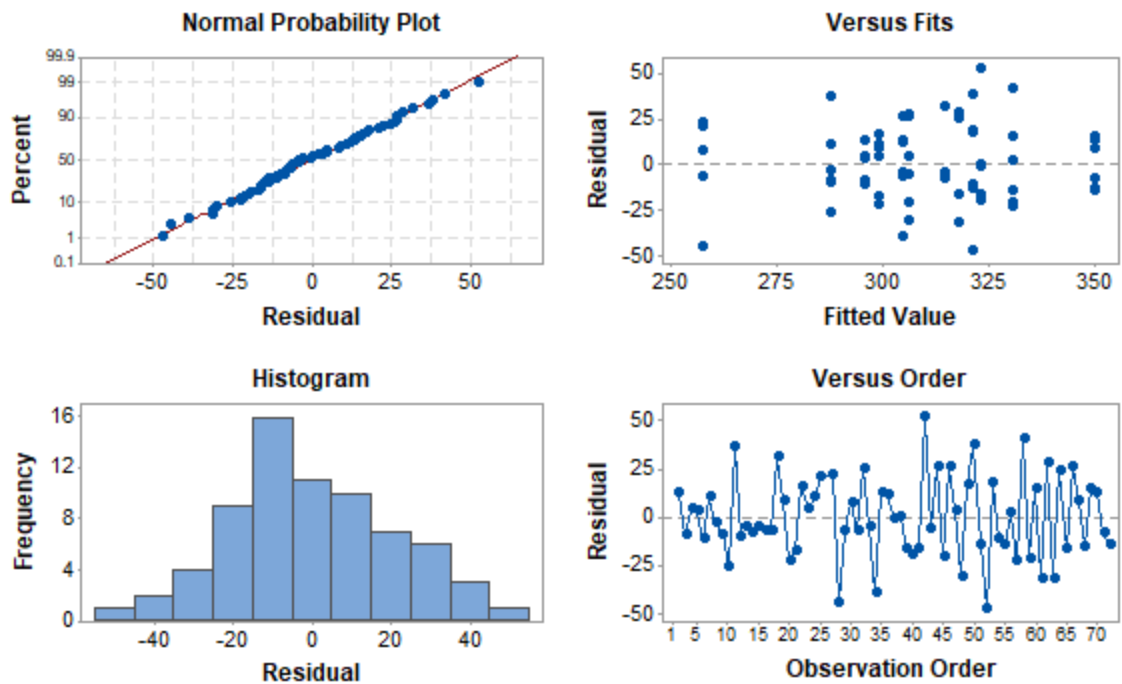 Normal Probability Plot
99.9
99
90
50
10
1
0.1
Percent
-50 -25 0 25 50
Residual
Versus Fits
50
25
0
-25
-50
Residual
250 275 300 325 350
Fitted Value
Histogram
16
12
8
4
0
Frequency
-40 -20 0 20 40
Residual
Versus Order
50
25
0
-25
-50
Residual
1 5 10 15 20 25 30 35 40 45 50 55 60 65 70
Observation Order